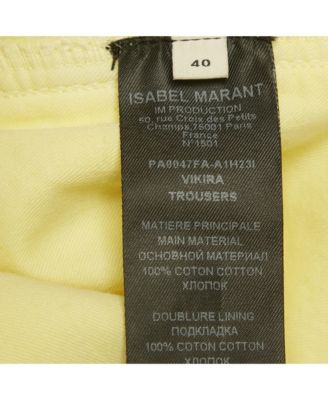 40
ISABEL MARANT
IM PRODUCTION
50, rue Croix des Petits
Champs,75001 Paris
France
N°1501
PA0047FA-A1H23I
VIKIRA
TROUSERS
MATIERE PRINCIPALE
MAIN MATERIAL
ОСНОВНОЙ МАТЕРИАЛ
100% COTON COTTON
ХЛОПОК
DOUBLURE LINING
ПОДКЛАДКА
100% COTON COTTON
ХЛОПОК